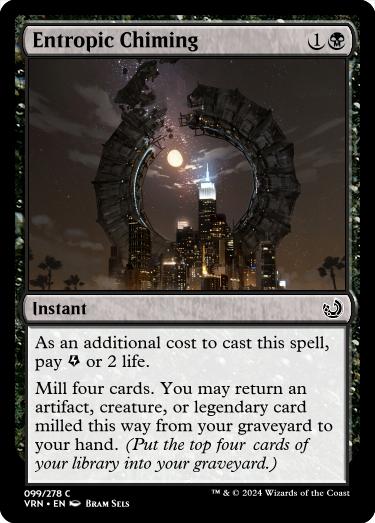 Entropic Chiming 1
Instant
As an additional cost to cast this spell,
pay or 2 life.
Mill four cards. You may return an
artifact, creature, or legendary card
milled this way from your graveyard to
your hand. (Put the top four cards of
your library into your graveyard.)
099/278 C
VRN • EN Bram Sels
™ & © 2024 Wizards of the Coast